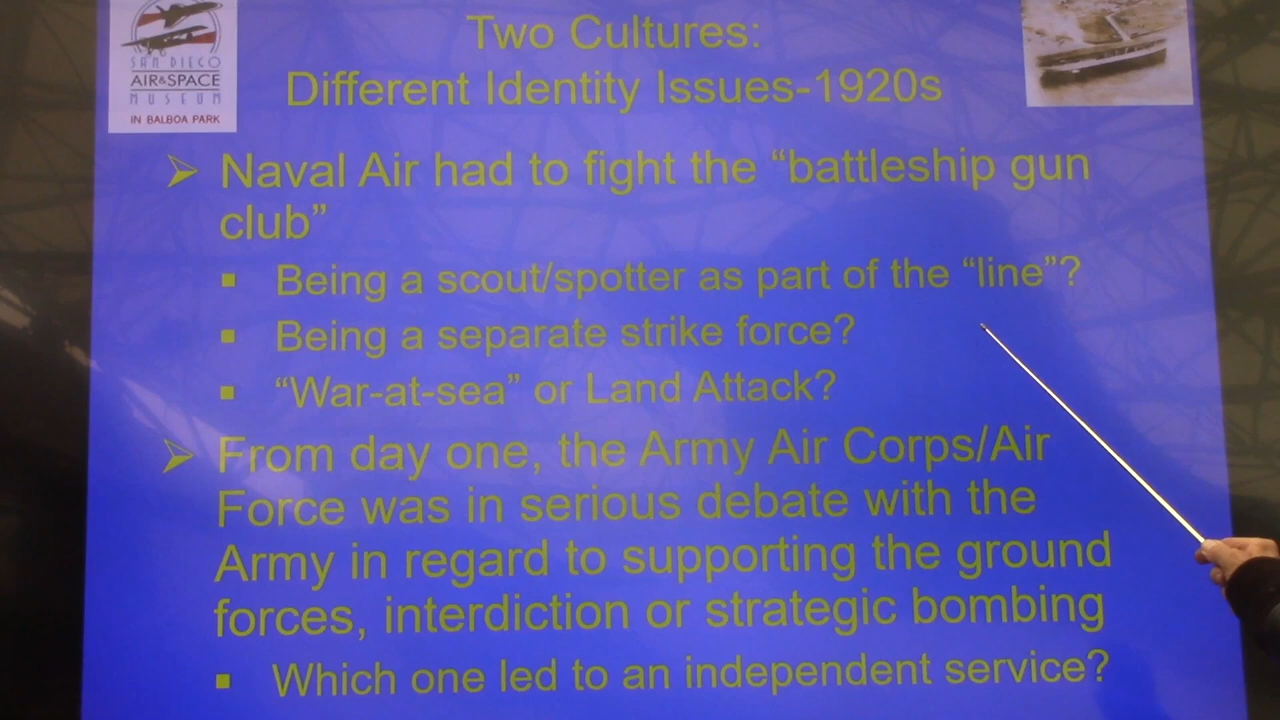 SAN DIEGO
AIR&SPACE
MUSEUM
IN BALBOA PARK
Two Cultures:
Different Identity Issues-1920s
Naval Air had to fight the “battleship gun
club”
Being a scout/spotter as part of the “line”?
Being a separate strike force?
“War-at-sea” or Land Attack?
From day one, the Army Air Corps/Air
Force was in serious debate with the
Army in regard to supporting the ground
forces, interdiction or strategic bombing
Which one led to an independent service?